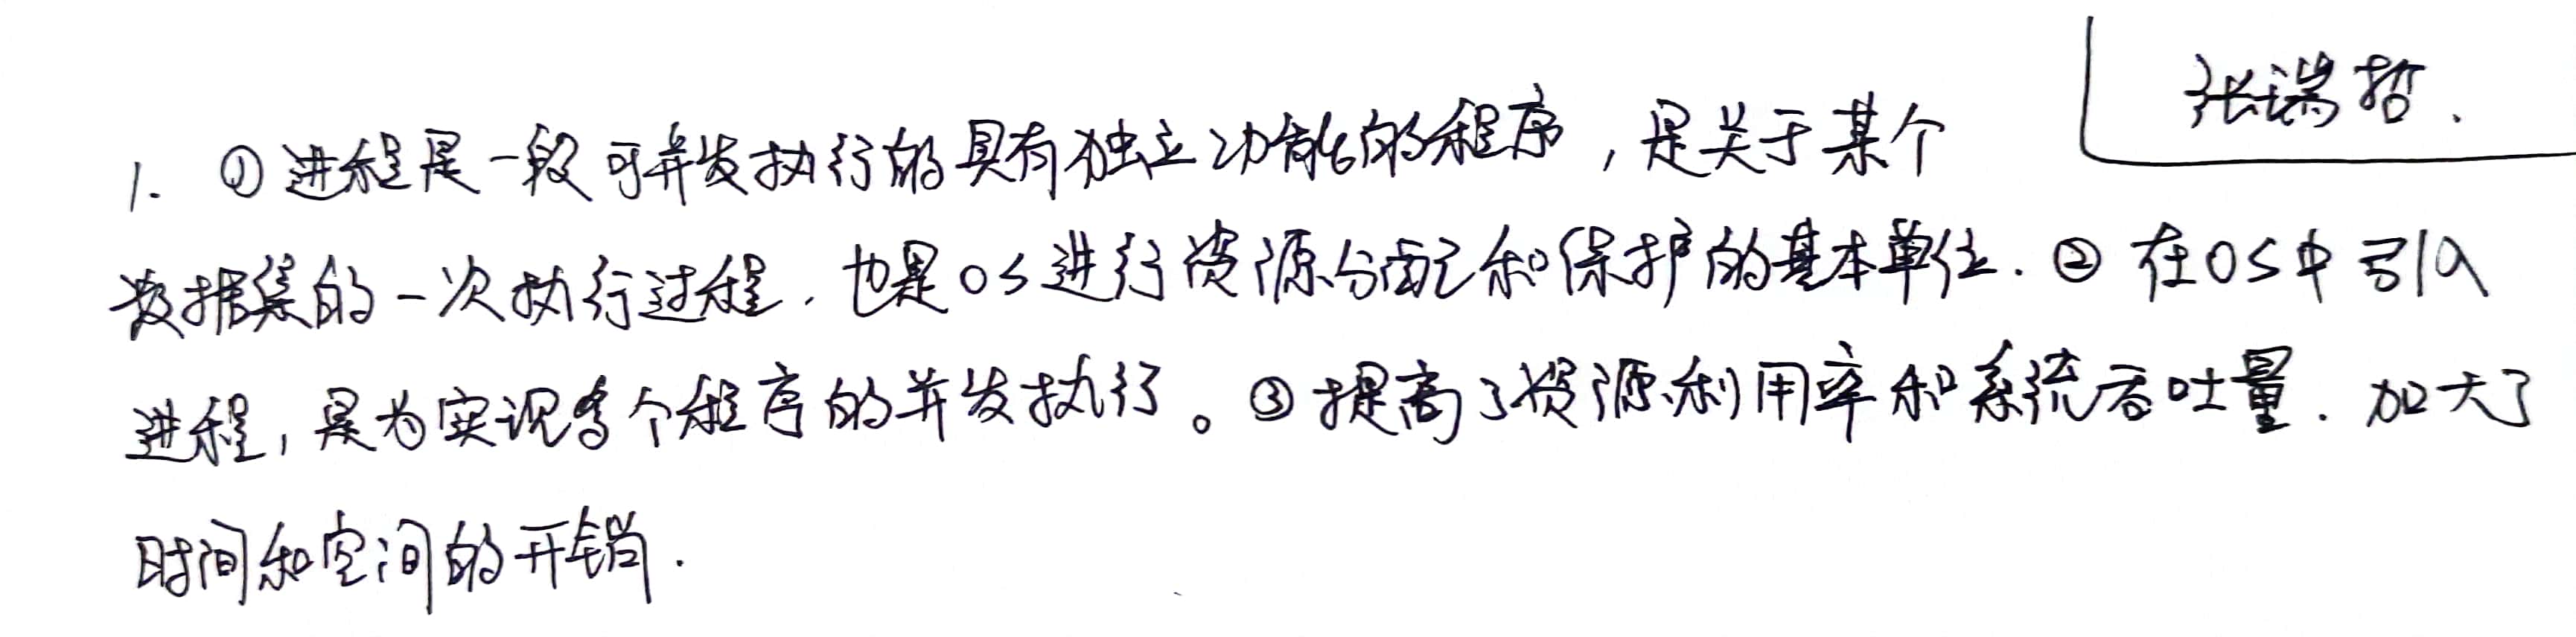 张瑞哲.
1. ①进程是一段可并发执行的具有独立功能的程序，是关于某个
数据集的一次执行过程，也是OS进行资源分配和保护的基本单位. ②在OS中引入
进程，是为实现多个程序的并发执行。③提高了资源利用率和系统吞吐量. 加大了
时间和空间的开销.